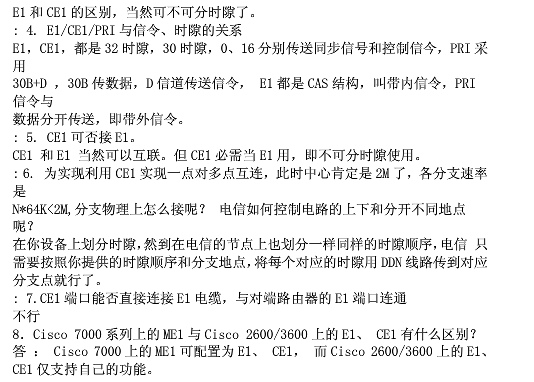 E1 和 CE1 的区别，当然可不可分时隙了。
: 4. E1/CE1/PRI 与信令、时隙的关系
E1，CE1，都是 32 时隙，30 时隙，0、16 分别传送同步信号和控制信今，PRI 采
用
30B+D ，30B 传数据，D 信道传送信令， E1 都是 CAS 结构，叫带内信令，PRI
信令与
数据分开传送，即带外信令。
: 5. CE1 可否接 E1。
CE1 和 E1 当然可以互联。但 CE1 必需当 E1 用，即不可分时隙使用。
:6. 为实现利用 CE1 实现一点对多点互连，此时中心肯定是 2M 了，各分支速率
是
N*64K<2M,分支物理上怎么接呢？ 电信如何控制电路的上下和分开不同地点
呢？
在你设备上划分时隙,然到在电信的节点上也划分一样同样的时隙顺序,电信 只
需要按照你提供的时隙顺序和分支地点,将每个对应的时隙用 DDN 线路传到对应
分支点就行了。
: 7.CE1 端口能否直接连接 E1 电缆，与对端路由器的 E1 端口连通
不行
8．Cisco 7000 系列上的 ME1 与 Cisco 2600/3600 上的 E1、 CE1 有什么区别？
答 ： Cisco 7000 上的 ME1 可配置为 E1、 CE1， 而 Cisco 2600/3600 上的 E1、
CE1 仅支持自己的功能。